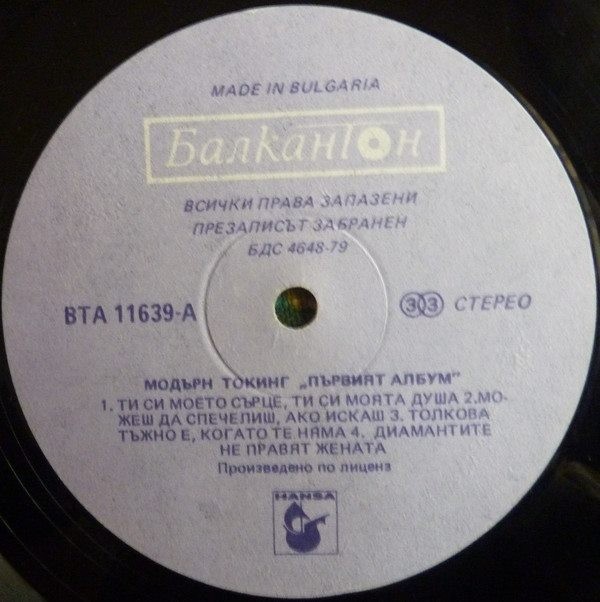 MADE IN BULGARIA
Балкантон
ВСИЧКИ ПРАВА ЗАПАЗЕНИ
ПРЕЗАПИСЪТ ЗАБРАНЕН
БДС 4648-79
ВТА 11639-А
33 СТЕРЕО
МОДЪРН ТОКИНГ „ПЪРВИЯТ АЛБУМ”
1. ТИ СИ МОЕТО СЪРЦЕ, ТИ СИ МОЯТА ДУША 2.МО-
ЖЕШ ДА СПЕЧЕЛИШ, АКО ИСКАШ 3. ТОЛКОВА
ТЪЖНО Е, КОГАТО ТЕ НЯМА 4. ДИАМАНТИТЕ
НЕ ПРАВЯТ ЖЕНАТА
Произведено по лиценз
HANSA